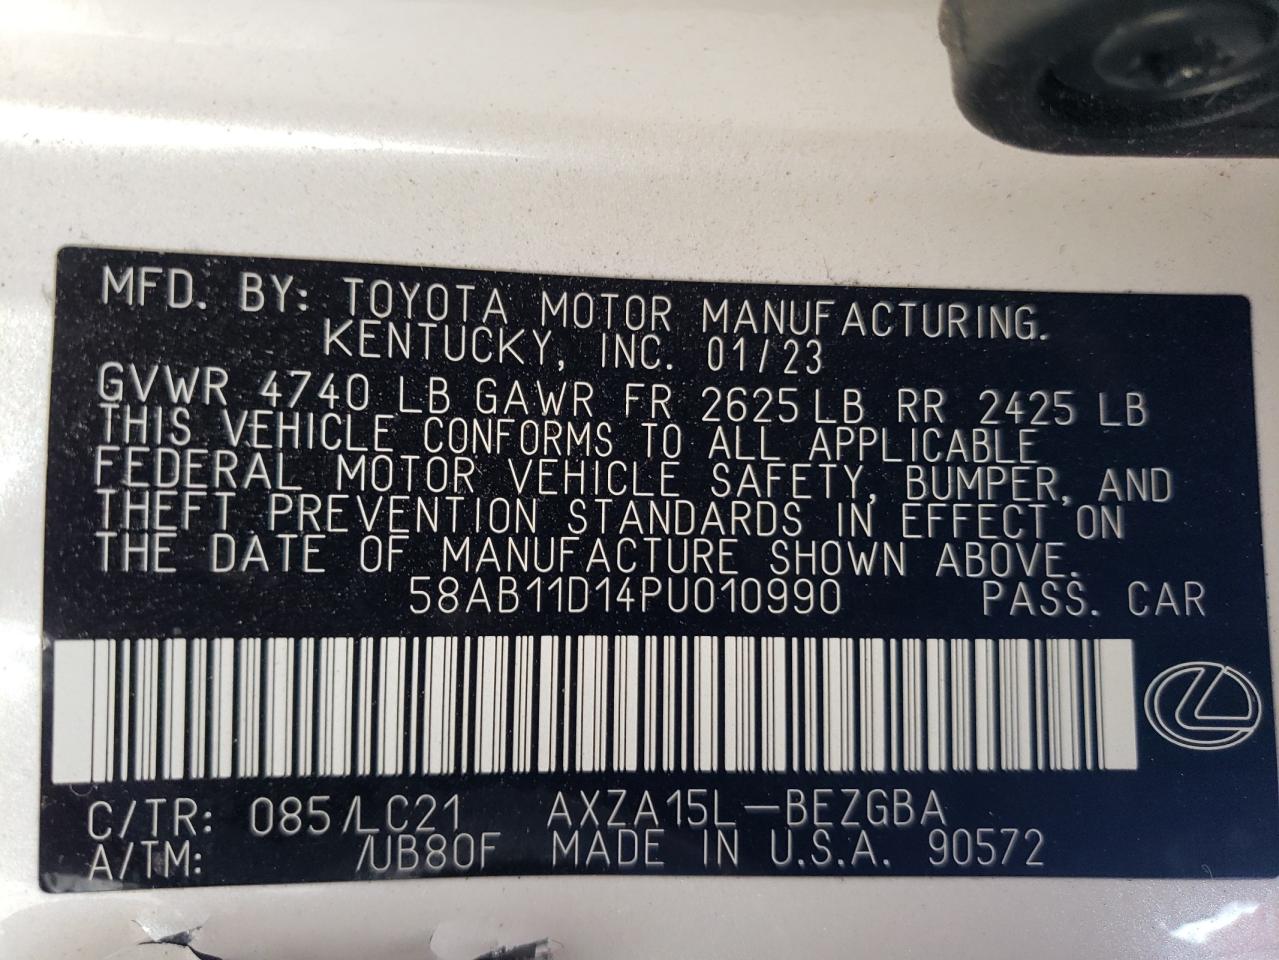 MFD. BY: TOYOTA MOTOR MANUFACTURING.
KENTUCKY, INC. 01/23
GVWR 4740 LB GAWR FR 2625 LB RR 2425 LB
THIS VEHICLE CONFORMS TO ALL APPLICABLE
FEDERAL MOTOR VEHICLE SAFETY, BUMPER, AND
THEFT PREVENTION STANDARDS IN EFFECT ON
THE DATE OF MANUFACTURE SHOWN ABOVE.
58AB11D14PU010990 PASS. CAR
C/TR: 085/LC21 AXZA15L-BEZGBA
A/TM: /UB80F MADE IN U.S.A. 90572